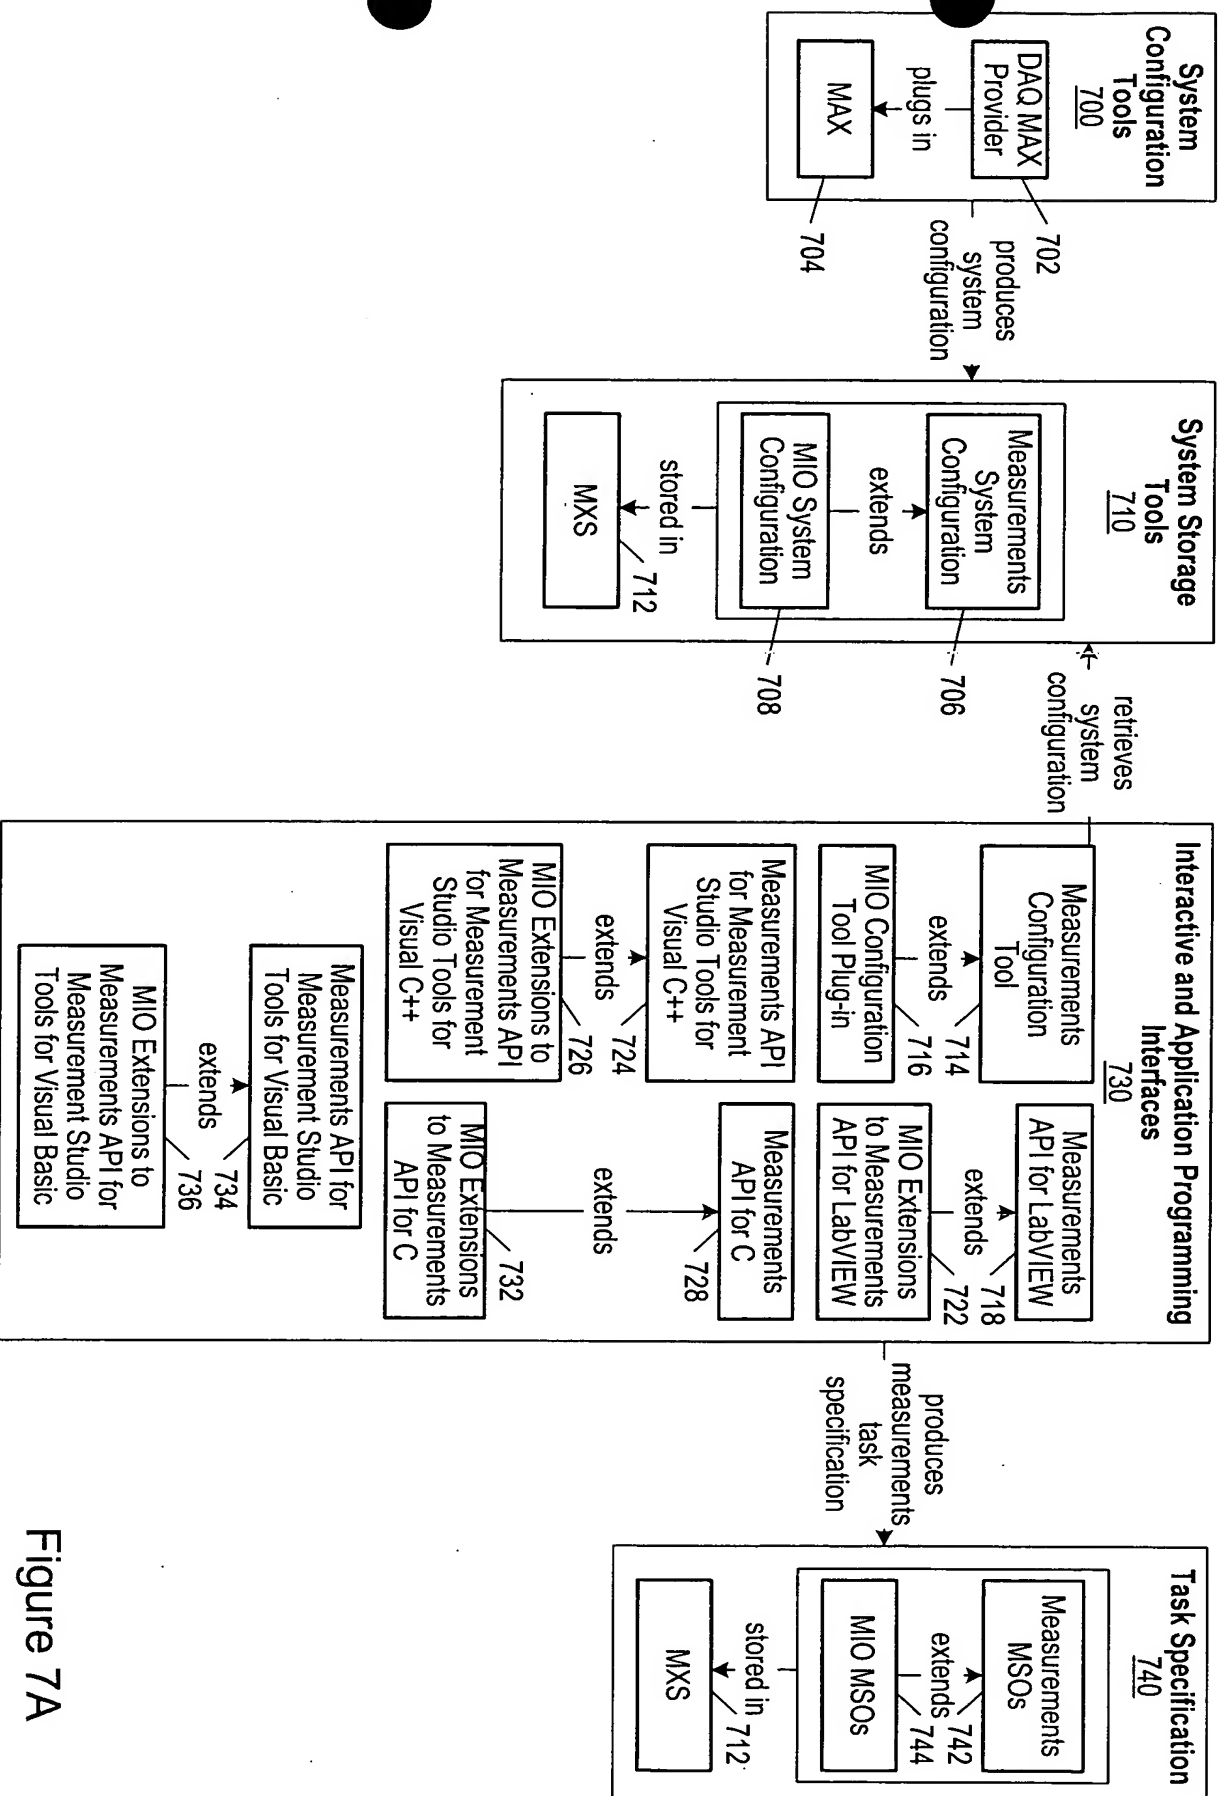 System
Configuration
Tools
700
DAQ MAX
Provider
702
plugs in
MAX
704
produces
system
configuration
System Storage
Tools
710
Measurements
System
Configuration
706
extends
MIO System
Configuration
708
stored in
712
MXS
retrieves
system
configuration
Interactive and Application Programming
Interfaces
730
Measurements
Configuration
Tool
714
extends
716
MIO Configuration
Tool Plug-in
Measurements
API for LabVIEW
718
extends
722
MIO Extensions
to Measurements
API for LabVIEW
Measurements API
for Measurement
Studio Tools for
Visual C++
724
extends
726
MIO Extensions to
Measurements API
for Measurement
Studio Tools for
Visual C++
Measurements
API for C
728
extends
732
MIO Extensions
to Measurements
API for C
Measurements API for
Measurement Studio
Tools for Visual Basic
734
extends
736
MIO Extensions to
Measurements API for
Measurement Studio
Tools for Visual Basic
produces
measurements
task
specification
Task Specification
740
Measurements
MSOs
742
extends
744
MIO MSOs
stored in
712
MXS
Figure 7A